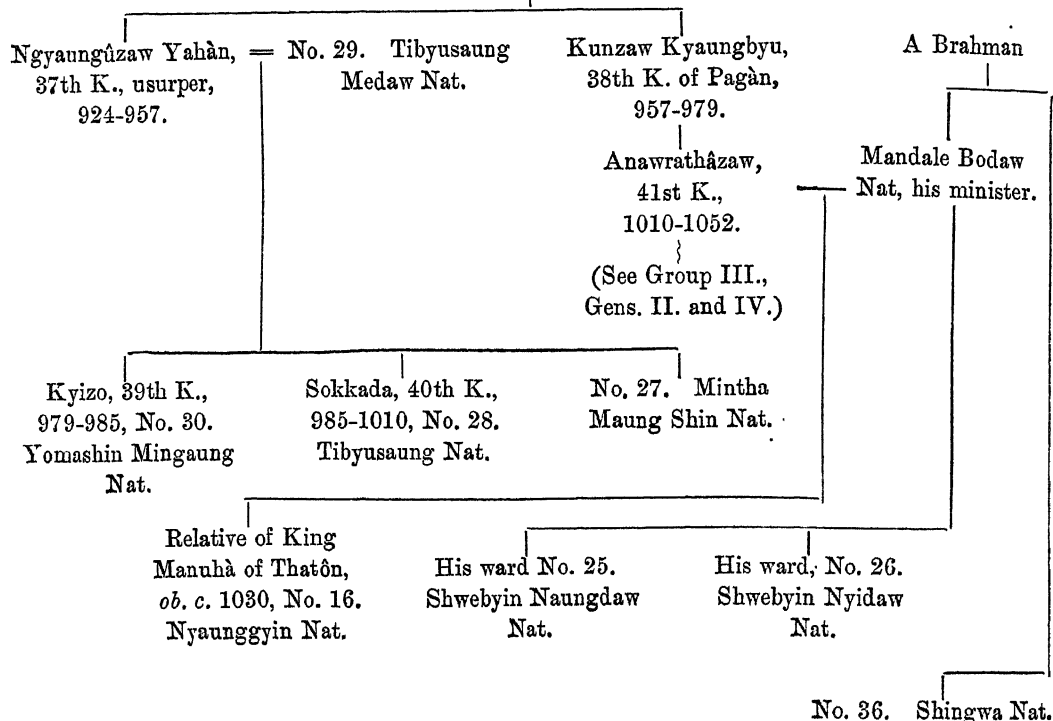 Ngyaungûzaw Yahàn,
37th K., usurper,
924-957.
=
No. 29. Tibyusaung
Medaw Nat.
Kunzaw Kyaungbyu,
38th K. of Pagàn,
957-979.
A Brahman
Anawrathâzaw,
41st K.,
1010-1052.
(See Group III.,
Gens. II. and IV.)
Mandale Bodaw
Nat, his minister.
Kyizo, 39th K.,
979-985, No. 30.
Yomashin Mingaung
Nat.
Sokkada, 40th K.,
985-1010, No. 28.
Tibyusaung Nat.
No. 27. Mintha
Maung Shin Nat.
Relative of King
Manuhà of Thatôn,
ob. c. 1030, No. 16.
Nyaunggyin Nat.
His ward No. 25.
Shwebyin Naungdaw
Nat.
His ward, No. 26.
Shwebyin Nyidaw
Nat.
No. 36. Shingwa Nat.